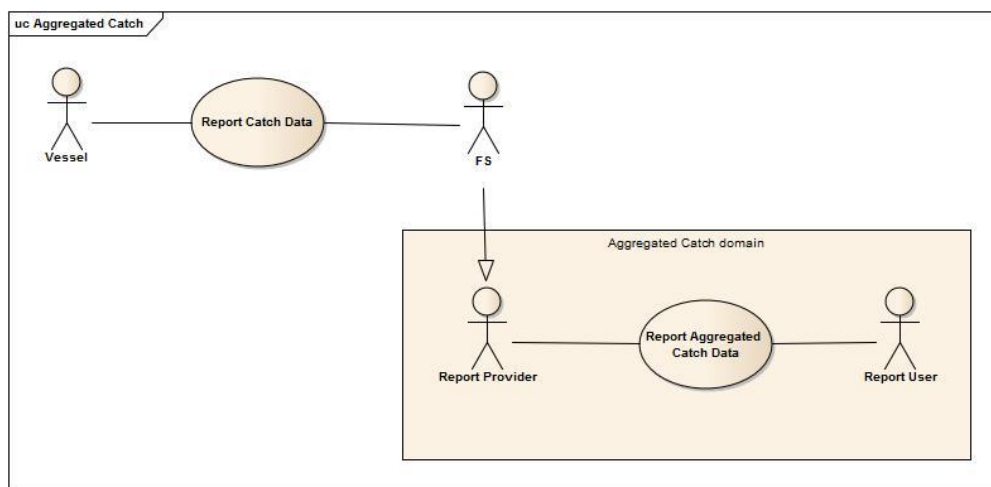 uc Aggregated Catch
Vessel
Report Catch Data
FS
Aggregated Catch domain
Report Provider
Report Aggregated
Catch Data
Report User